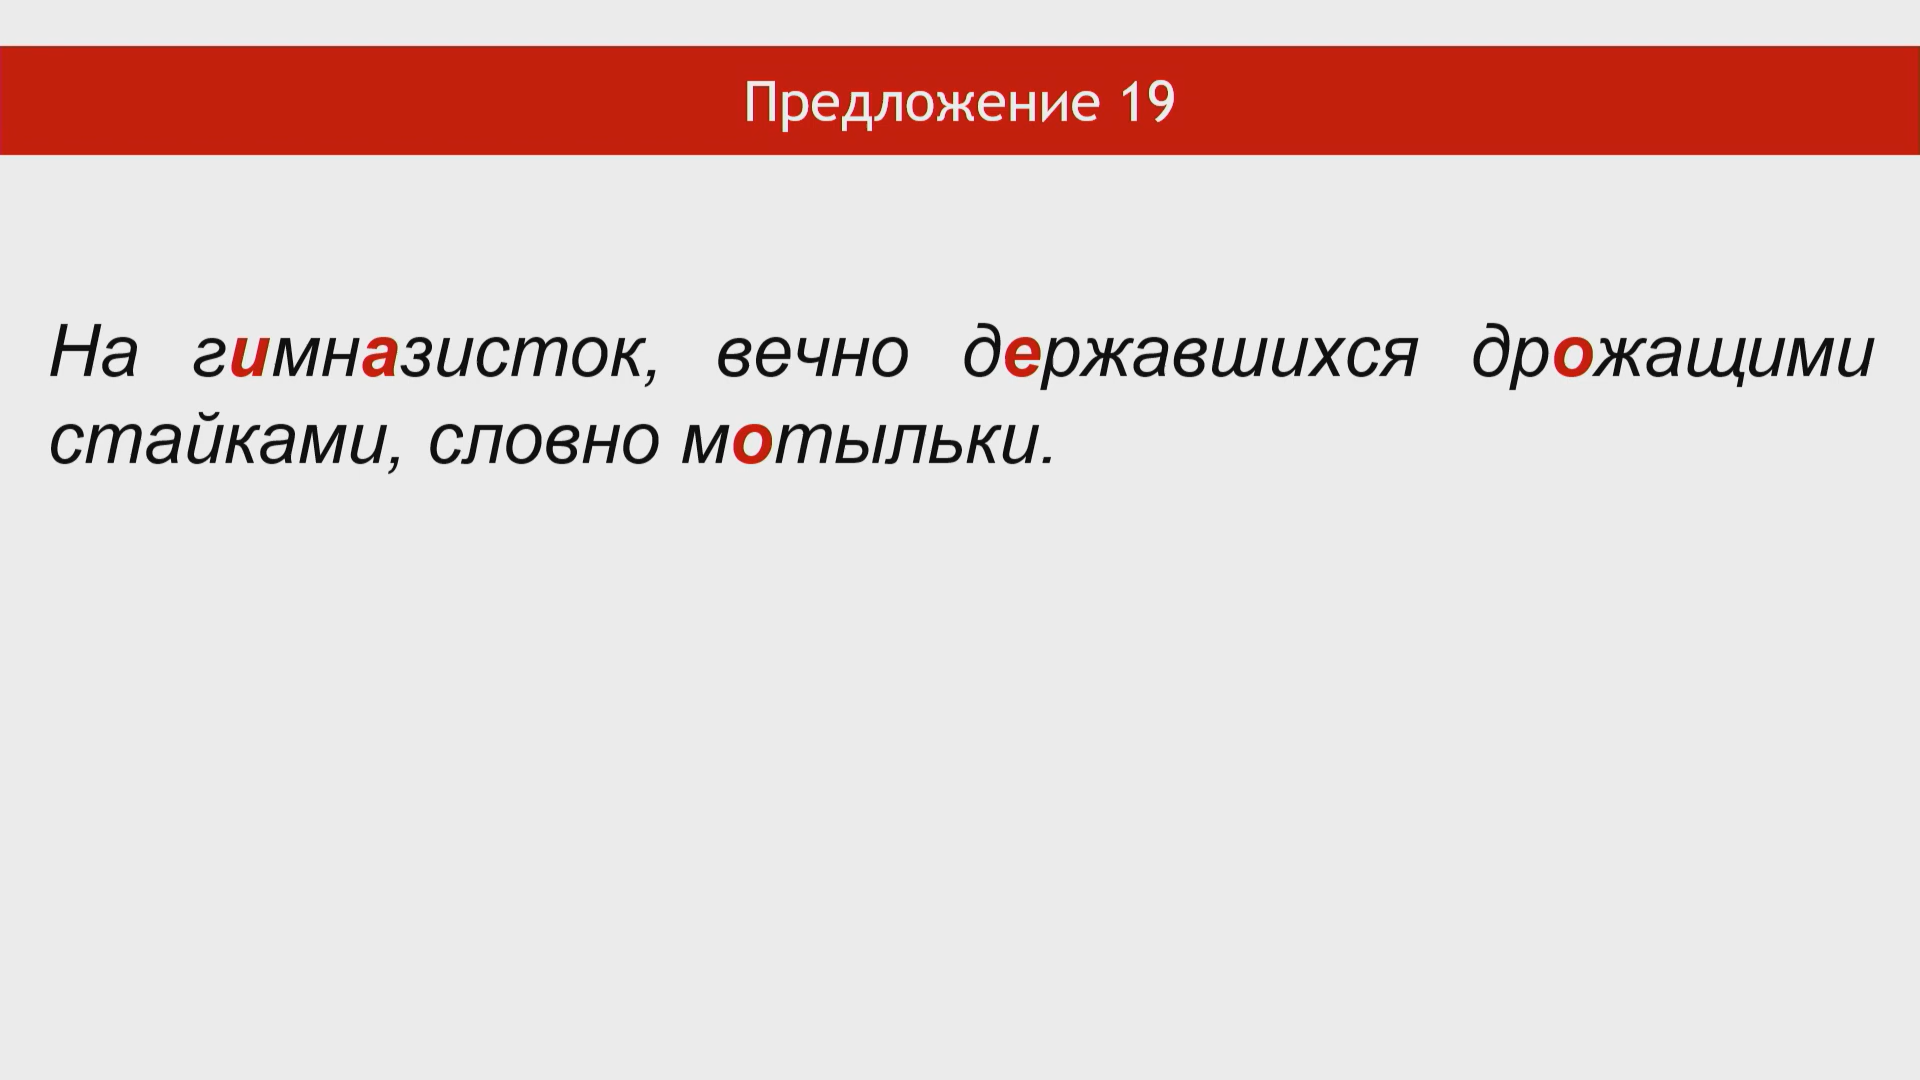 Предложение 19
На гимназисток, вечно державшихся дрожащими
стайками, словно мотыльки.